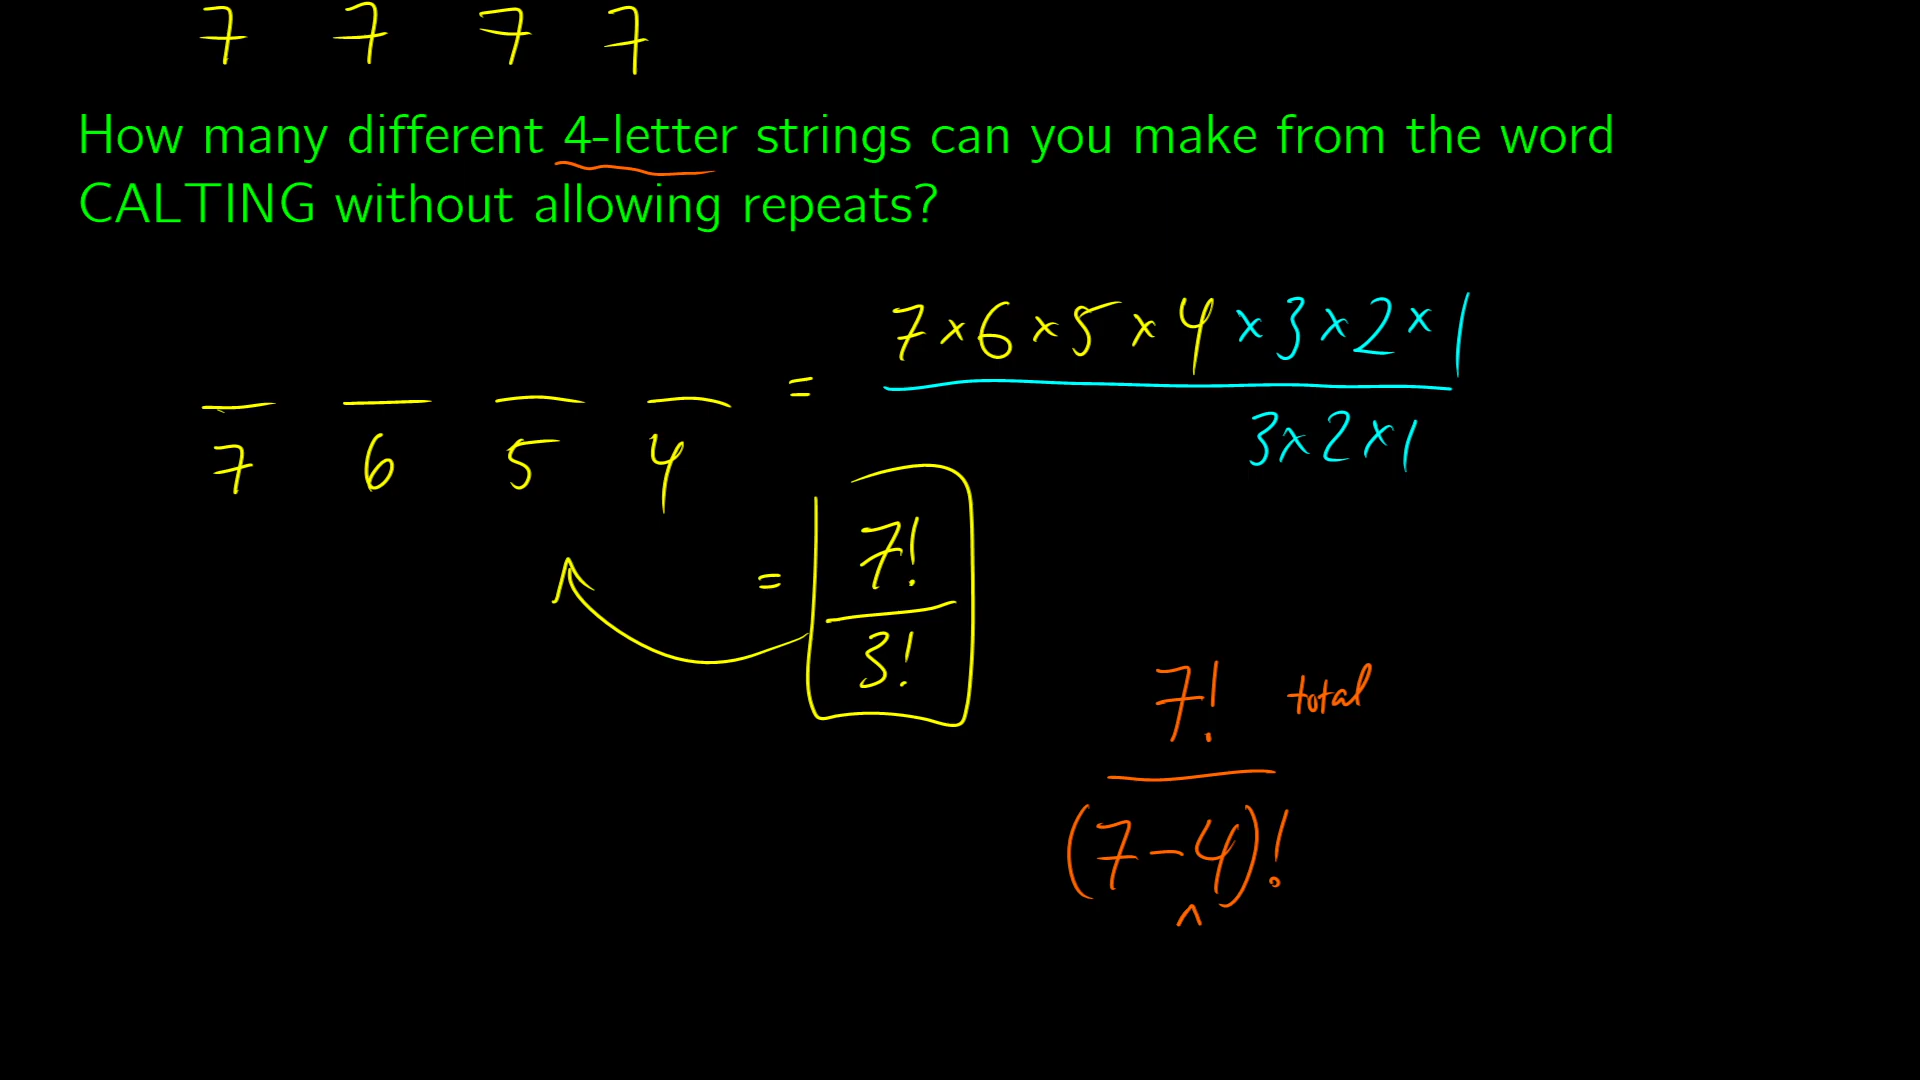 7 7 7 7
How many different 4-letter strings can you make from the word
CALTING without allowing repeats?
7 6 5 4 = 7 × 6 × 5 × 4 × 3 × 2 × 1
3 × 2 × 1
= 7!
3!
7! total
(7 - 4)!
^